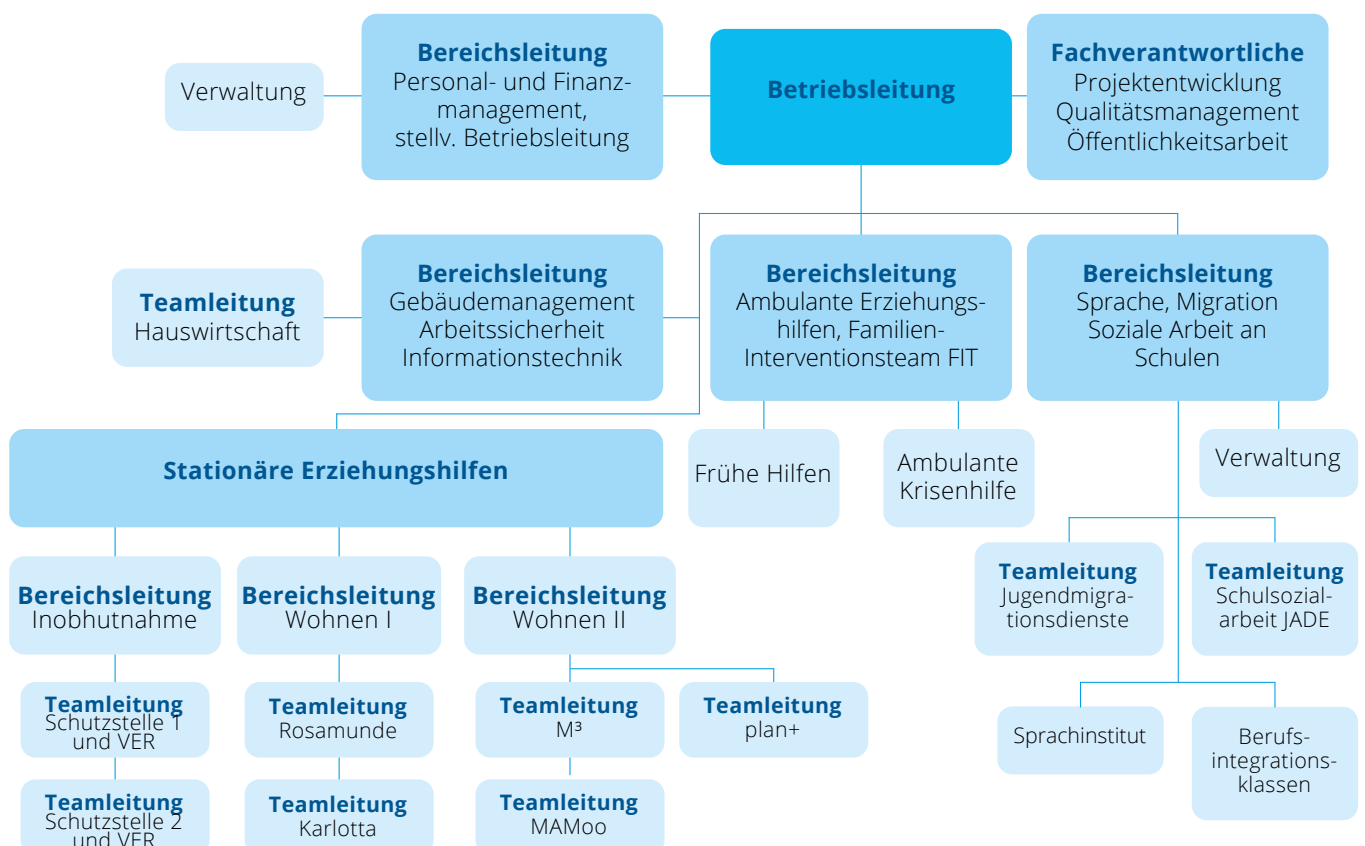 Verwaltung
Bereichsleitung
Personal- und Finanz-
management,
stellv. Betriebsleitung
Betriebsleitung
Fachverantwortliche
Projektentwicklung
Qualitätsmanagement
Öffentlichkeitsarbeit
Teamleitung
Hauswirtschaft
Bereichsleitung
Gebäudemanagement
Arbeitssicherheit
Informationstechnik
Bereichsleitung
Ambulante Erziehungs-
hilfen, Familien-
Interventionsteam FIT
Bereichsleitung
Sprache, Migration
Soziale Arbeit an
Schulen
Stationäre Erziehungshilfen
Frühe Hilfen
Ambulante
Krisenhilfe
Verwaltung
Bereichsleitung
Inobhutnahme
Bereichsleitung
Wohnen I
Bereichsleitung
Wohnen II
Teamleitung
Jugendmigra-
tionsdienste
Teamleitung
Schulsozial-
arbeit JADE
Teamleitung
Schutzstelle 1
und VER
Teamleitung
Rosamunde
Teamleitung
M³
Teamleitung
plan+
Sprachinstitut
Berufs-
integrations-
klassen
Teamleitung
Schutzstelle 2
und VER
Teamleitung
Karlotta
Teamleitung
MAMoo